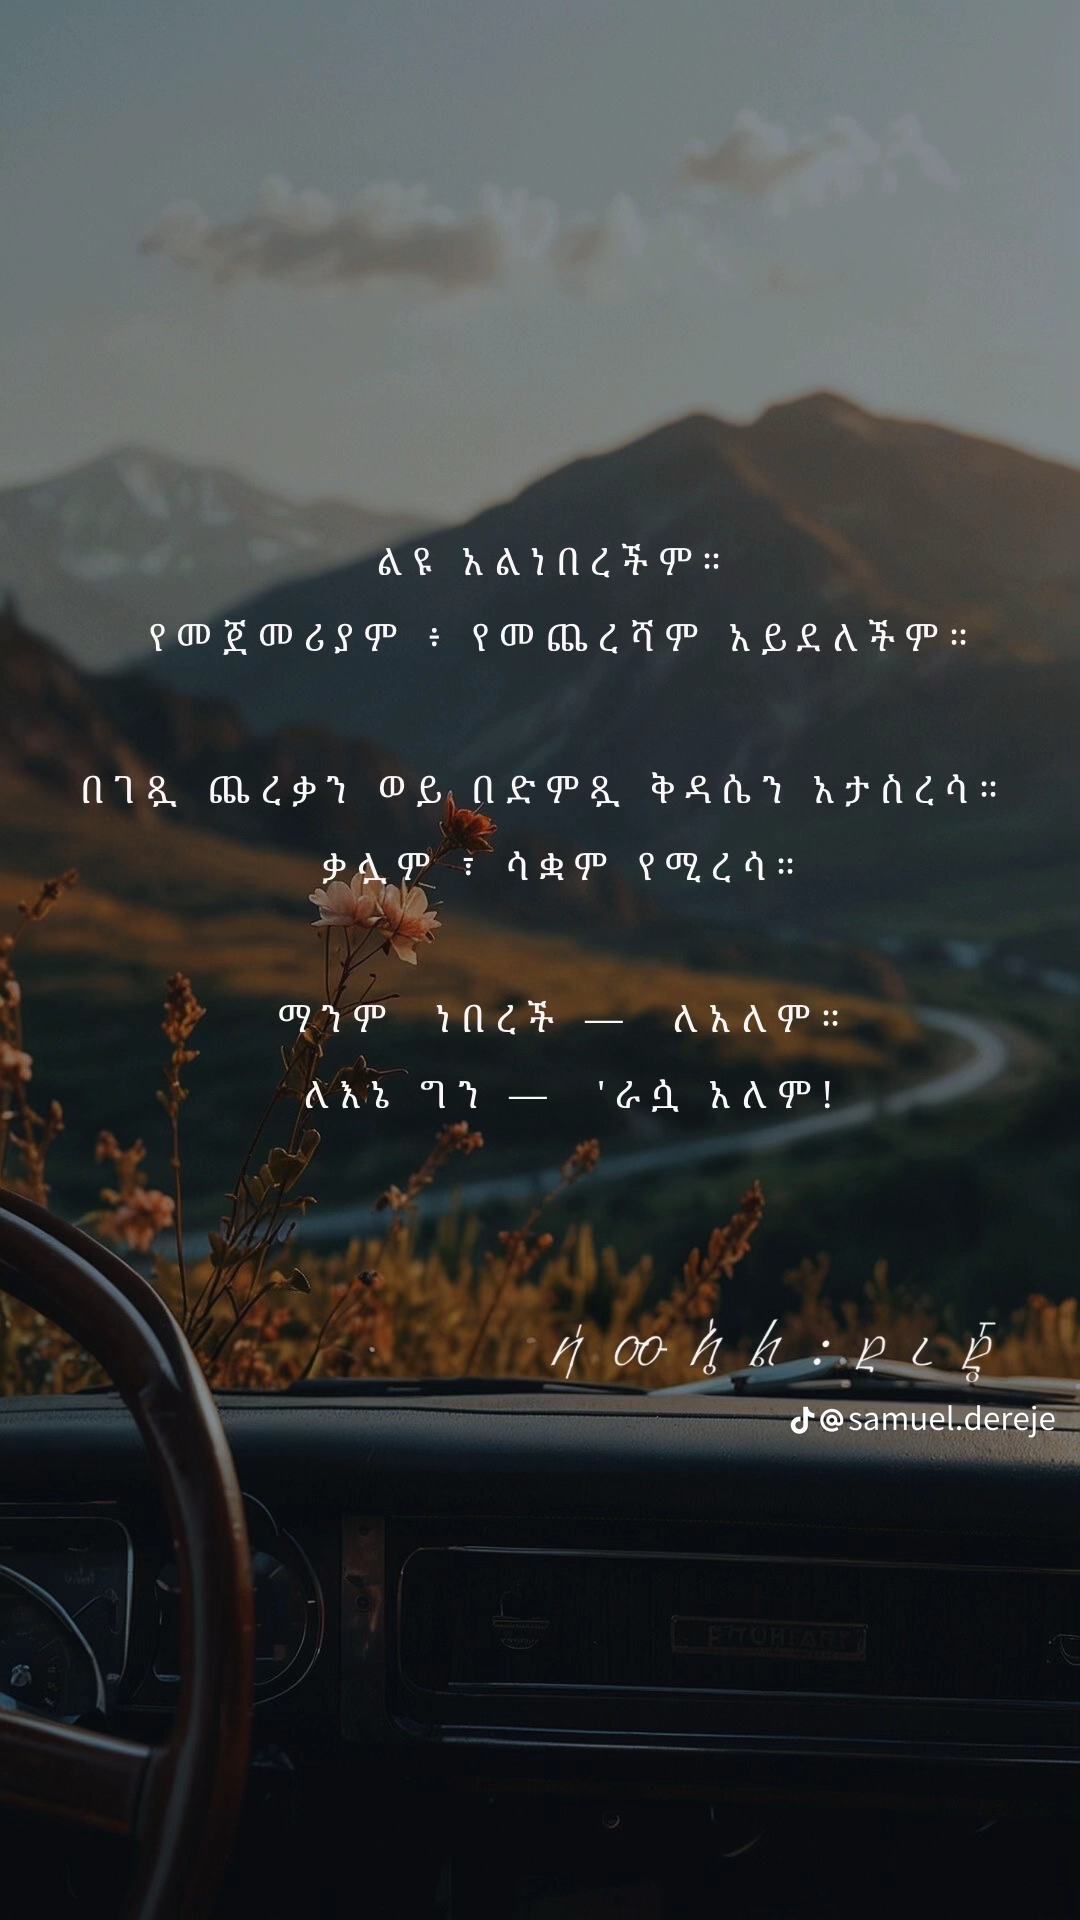 ልዩ አልነበረችም።
የመጀመሪያም ፥ የመጨረሻም አይደለችም።
በገጿ ጨረቃን ወይ በድምጿ ቅዳሴን አታስረሳ።
ቃሏም ፣ ሳቋም የሚረሳ።
ማንም ነበረች — ለአለም።
ለእኔ ግን — 'ራሷ አለም!
ሳሙኤል : ደረጄ
@samuel.dereje